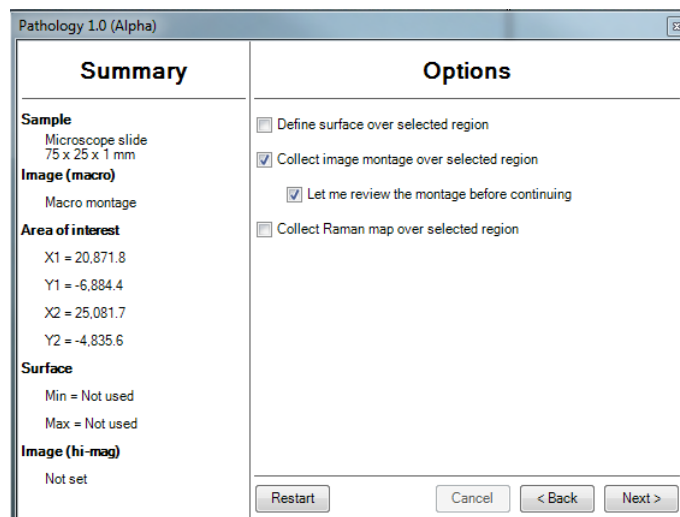 Pathology 1.0 (Alpha)
Summary
Sample
Microscope slide
75 x 25 x 1 mm
Image (macro)
Macro montage
Area of interest
X1 = 20,871.8
Y1 = -6,884.4
X2 = 25,081.7
Y2 = -4,835.6
Surface
Min = Not used
Max = Not used
Image (hi-mag)
Not set
Options
Define surface over selected region
Collect image montage over selected region
Let me review the montage before continuing
Collect Raman map over selected region
Restart
Cancel
< Back
Next >